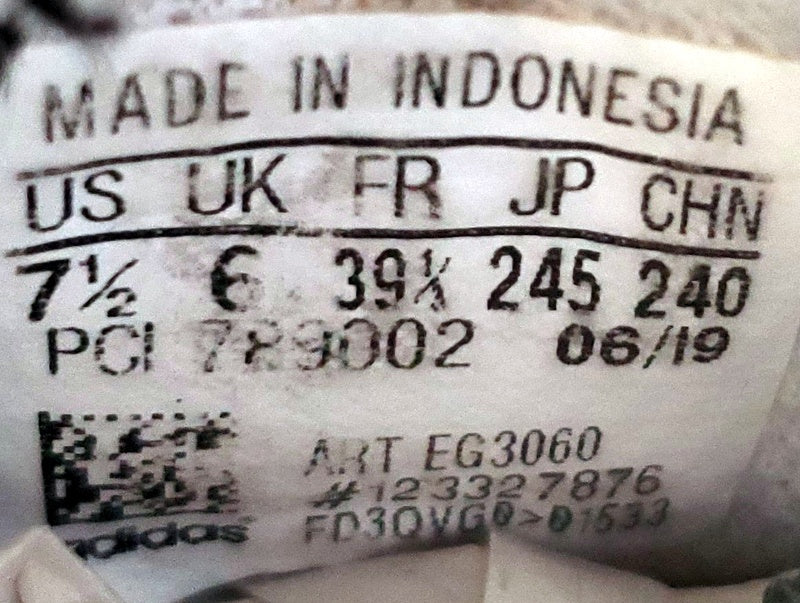 MADE IN INDONESIA
US UK FR JP CHN
7½ 6 39⅓ 245 240
PCI 789002 06/19
ART EG3060
#123327876
adidas